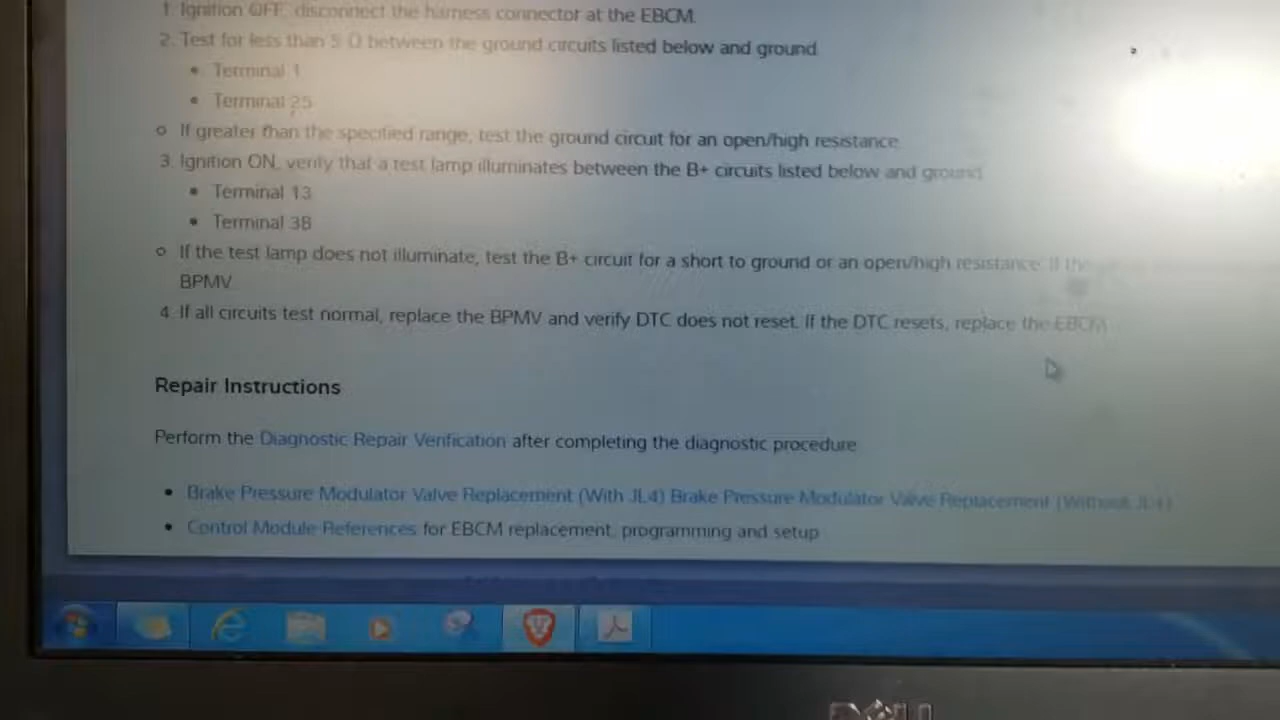 1. Ignition OFF, disconnect the harness connector at the EBCM.
2. Test for less than 5 Ω between the ground circuits listed below and ground.
• Terminal 1
• Terminal 25
o If greater than the specified range, test the ground circuit for an open/high resistance.
3. Ignition ON, verify that a test lamp illuminates between the B+ circuits listed below and ground.
• Terminal 13
• Terminal 38
o If the test lamp does not illuminate, test the B+ circuit for a short to ground or an open/high resistance. If the
BPMV.
4. If all circuits test normal, replace the BPMV and verify DTC does not reset. If the DTC resets, replace the EBCM.
Repair Instructions
Perform the Diagnostic Repair Verification after completing the diagnostic procedure.
• Brake Pressure Modulator Valve Replacement (With JL4) Brake Pressure Modulator Valve Replacement (Without JL4)
• Control Module References for EBCM replacement, programming and setup
DELL